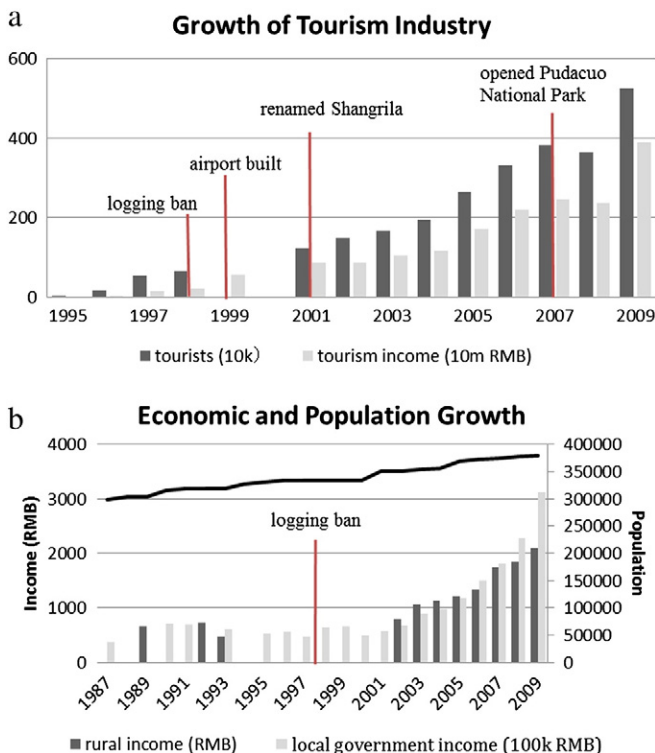 a
Growth of Tourism Industry
600
400
200
0
opened Pudacuo
National Park
renamed Shangrila
airport built
logging ban
1995 1997 1999 2001 2003 2005 2007 2009
tourists (10k) tourism income (10m RMB)
b
Economic and Population Growth
4000
3000
2000
1000
0
Income (RMB)
400000
350000
300000
250000
200000
150000
100000
50000
0
Population
logging ban
1987 1989 1991 1993 1995 1997 1999 2001 2003 2005 2007 2009
rural income (RMB) local government income (100k RMB)